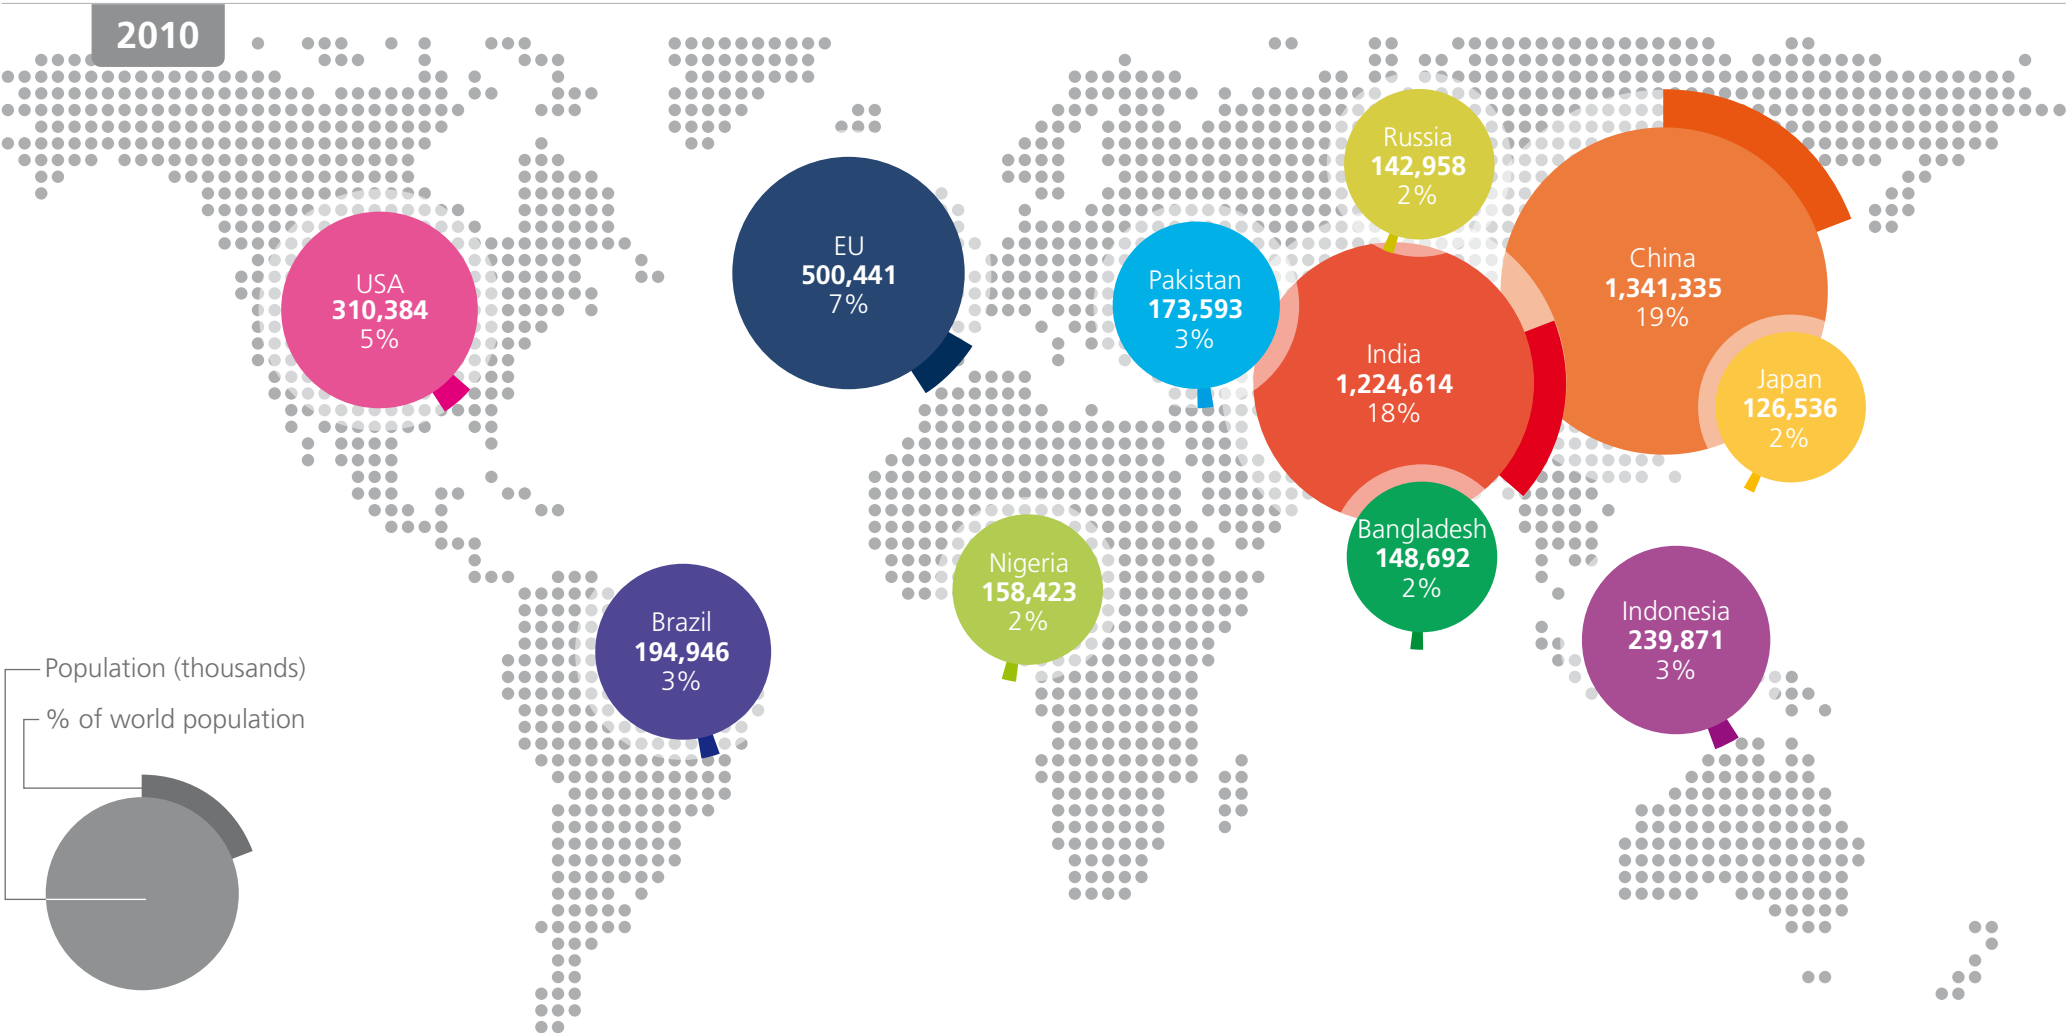 2010
Russia
142,958
2%
USA
310,384
5%
EU
500,441
7%
Pakistan
173,593
3%
India
1,224,614
18%
China
1,341,335
19%
Japan
126,536
2%
Bangladesh
148,692
2%
Nigeria
158,423
2%
Brazil
194,946
3%
Indonesia
239,871
3%
Population (thousands)
% of world population